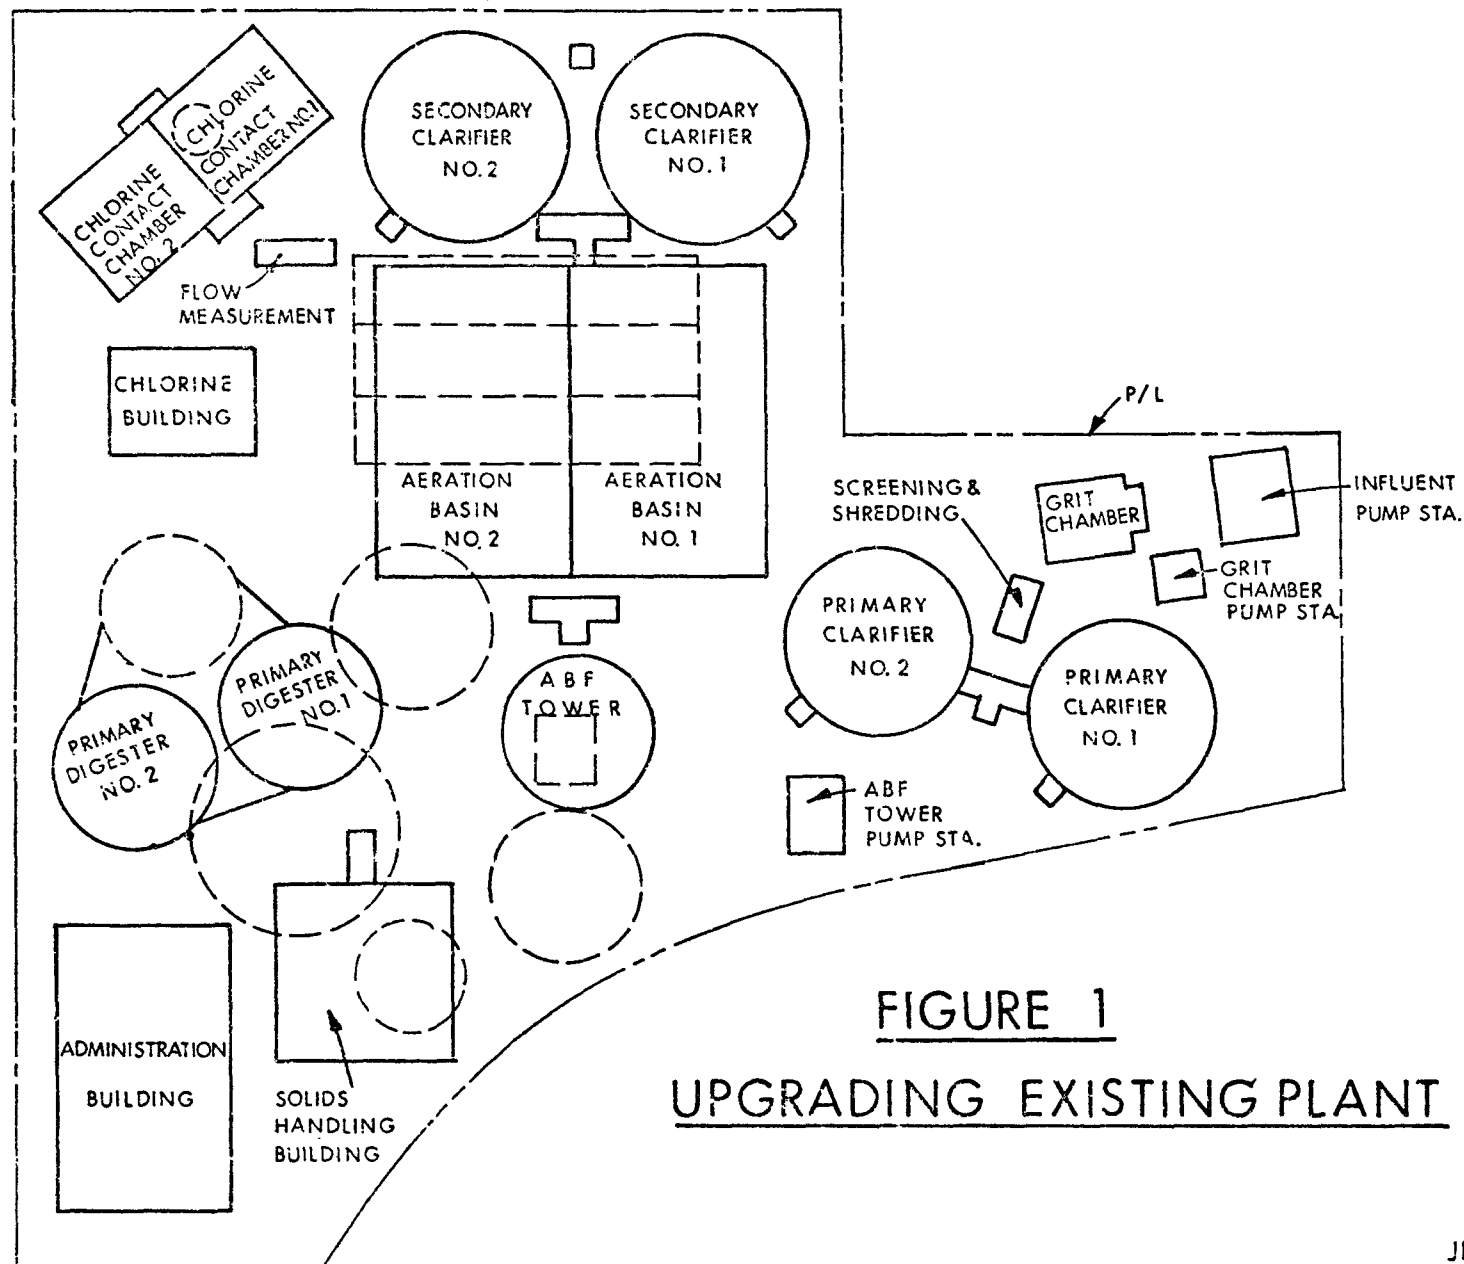 CHLORINE
CONTACT
CHAMBER NO.1
CHLORINE
CONTACT
CHAMBER
NO. 2
SECONDARY
CLARIFIER
NO. 2
SECONDARY
CLARIFIER
NO. 1
FLOW
MEASUREMENT
CHLORINE
BUILDING
AERATION
BASIN
NO. 2
AERATION
BASIN
NO. 1
P/L
SCREENING &
SHREDDING
GRIT
CHAMBER
INFLUENT
PUMP STA.
GRIT
CHAMBER
PUMP STA.
PRIMARY
CLARIFIER
NO. 2
PRIMARY
CLARIFIER
NO. 1
PRIMARY
DIGESTER
NO. 1
PRIMARY
DIGESTER
NO. 2
ABF
TOWER
ABF
TOWER
PUMP STA.
ADMINISTRATION
BUILDING
SOLIDS
HANDLING
BUILDING
FIGURE 1
UPGRADING EXISTING PLANT